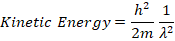 Kinetic Energy = h²/2m 1/λ²